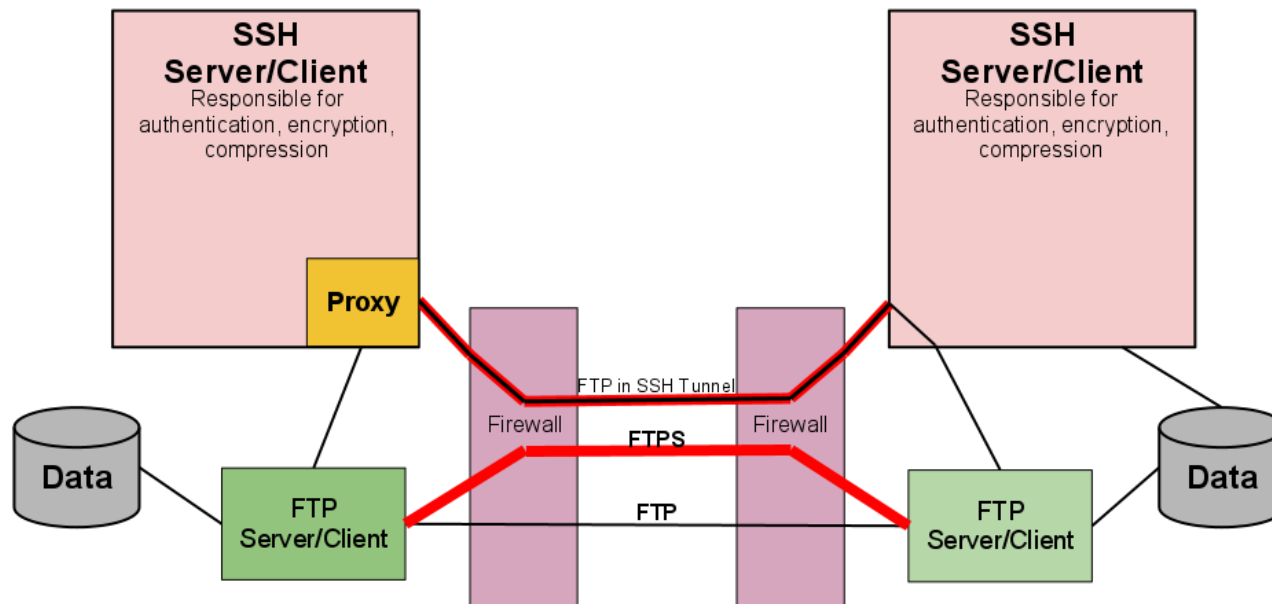 SSH
Server/Client
Responsible for
authentication, encryption,
compression
SSH
Server/Client
Responsible for
authentication, encryption,
compression
Proxy
FTP in SSH Tunnel
Firewall
Firewall
FTPS
Data
Data
FTP
Server/Client
FTP
FTP
Server/Client